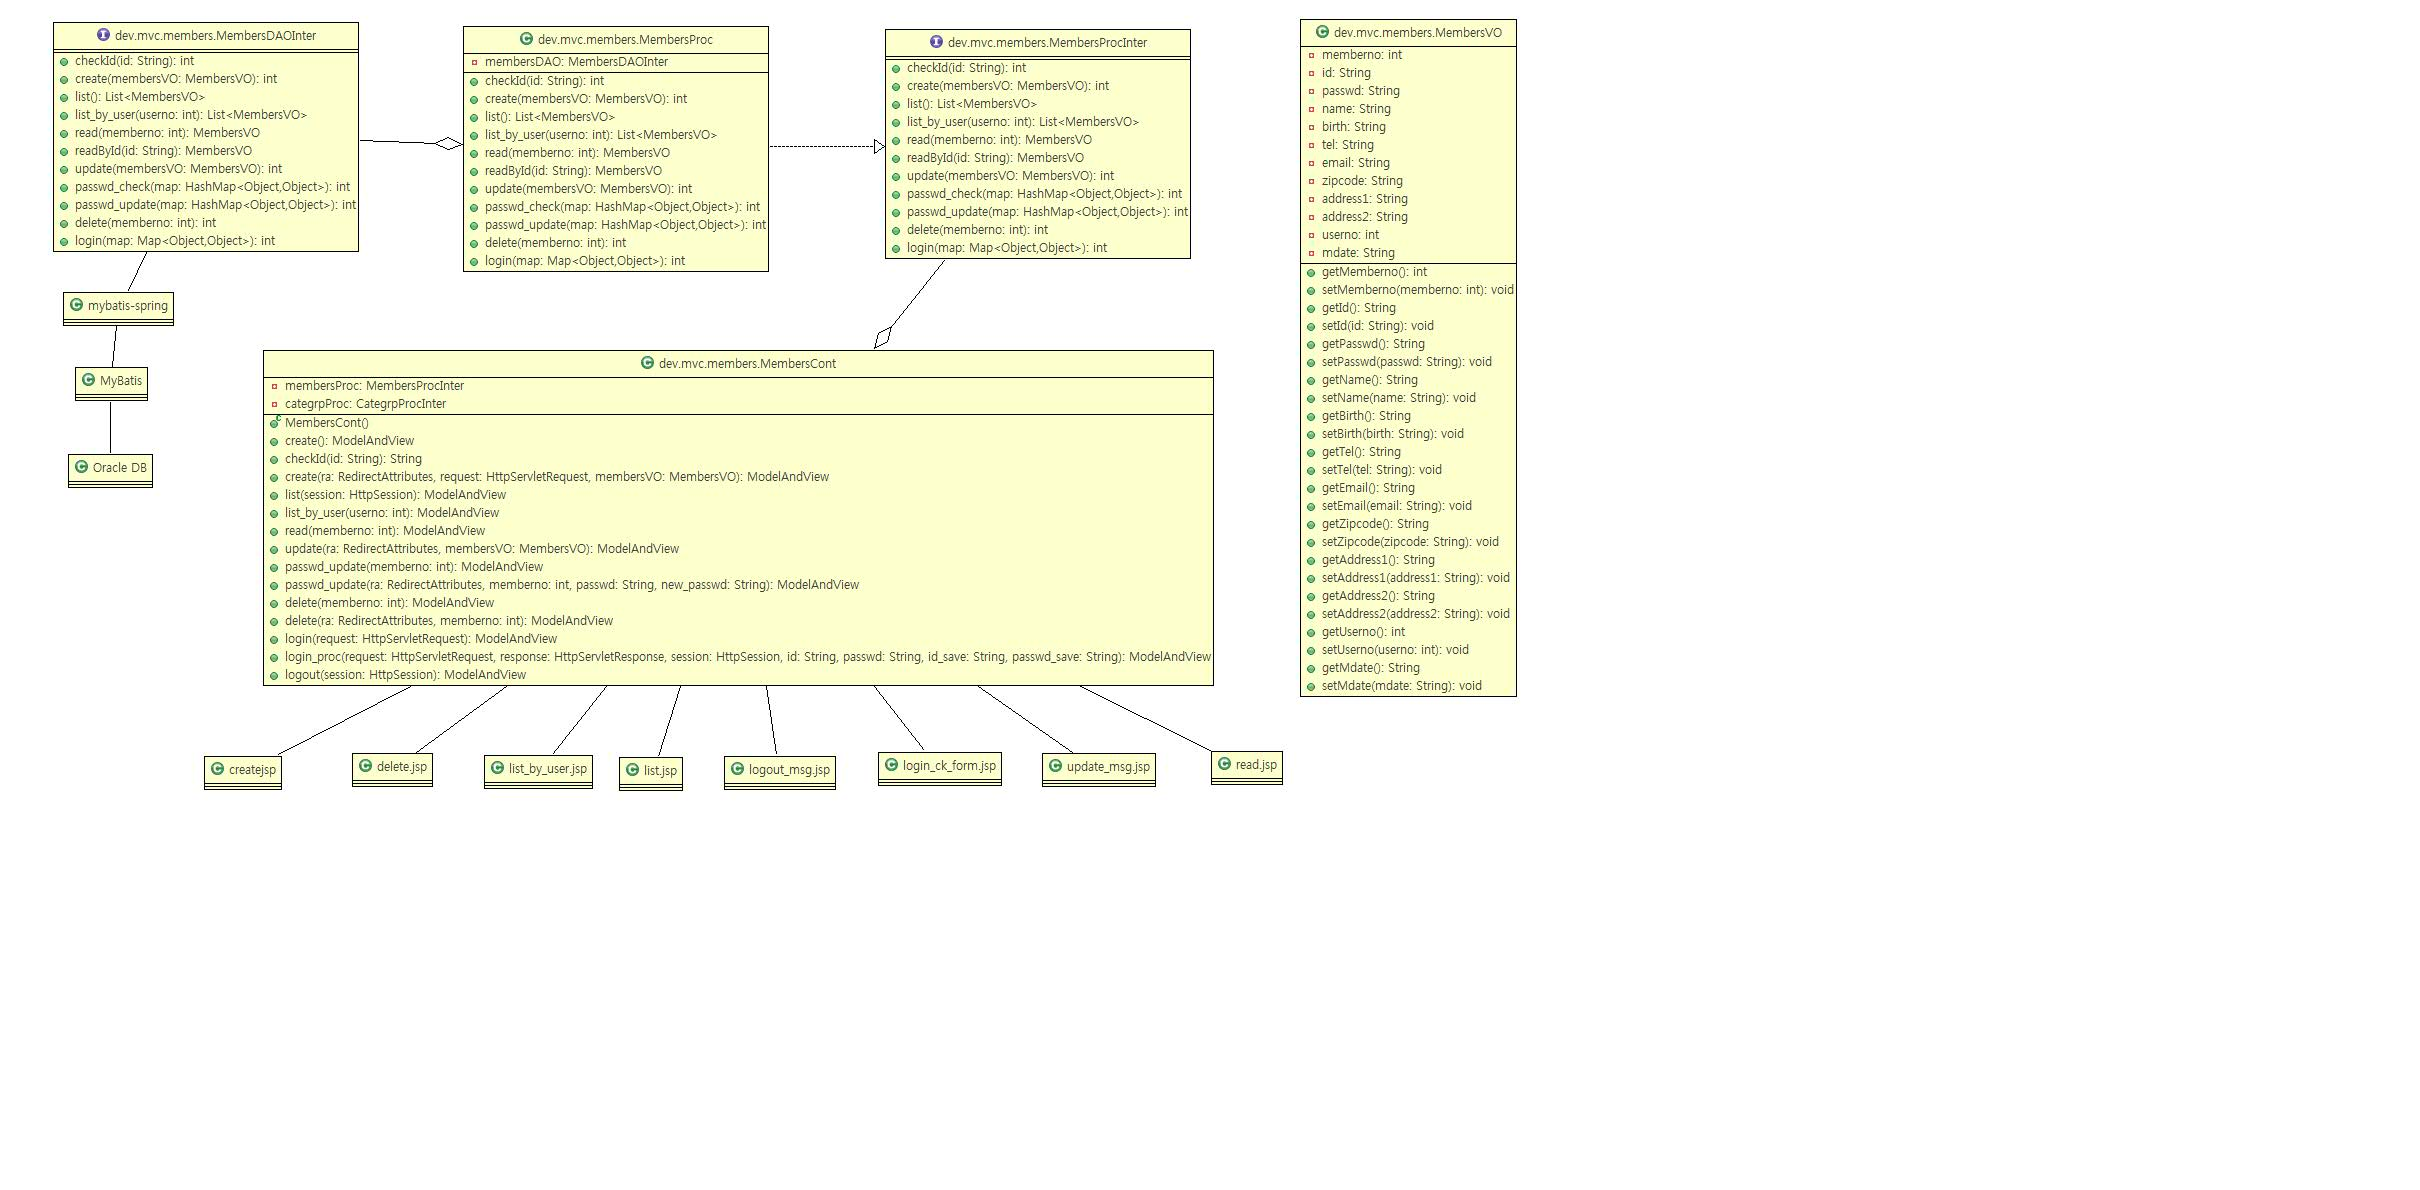 dev.mvc.members.MembersDAOInter
checkId(id: String): int
create(membersVO: MembersVO): int
list(): List<MembersVO>
list_by_user(userno: int): List<MembersVO>
read(memberno: int): MembersVO
readById(id: String): MembersVO
update(membersVO: MembersVO): int
passwd_check(map: HashMap<Object,Object>): int
passwd_update(map: HashMap<Object,Object>): int
delete(memberno: int): int
login(map: Map<Object,Object>): int
dev.mvc.members.MembersProc
membersDAO: MembersDAOInter
checkId(id: String): int
create(membersVO: MembersVO): int
list(): List<MembersVO>
list_by_user(userno: int): List<MembersVO>
read(memberno: int): MembersVO
readById(id: String): MembersVO
update(membersVO: MembersVO): int
passwd_check(map: HashMap<Object,Object>): int
passwd_update(map: HashMap<Object,Object>): int
delete(memberno: int): int
login(map: Map<Object,Object>): int
dev.mvc.members.MembersProcInter
checkId(id: String): int
create(membersVO: MembersVO): int
list(): List<MembersVO>
list_by_user(userno: int): List<MembersVO>
read(memberno: int): MembersVO
readById(id: String): MembersVO
update(membersVO: MembersVO): int
passwd_check(map: HashMap<Object,Object>): int
passwd_update(map: HashMap<Object,Object>): int
delete(memberno: int): int
login(map: Map<Object,Object>): int
dev.mvc.members.MembersVO
memberno: int
id: String
passwd: String
name: String
birth: String
tel: String
email: String
zipcode: String
address1: String
address2: String
userno: int
mdate: String
getMemberno(): int
setMemberno(memberno: int): void
getId(): String
setId(id: String): void
getPasswd(): String
setPasswd(passwd: String): void
getName(): String
setName(name: String): void
getBirth(): String
setBirth(birth: String): void
getTel(): String
setTel(tel: String): void
getEmail(): String
setEmail(email: String): void
getZipcode(): String
setZipcode(zipcode: String): void
getAddress1(): String
setAddress1(address1: String): void
getAddress2(): String
setAddress2(address2: String): void
getUserno(): int
setUserno(userno: int): void
getMdate(): String
setMdate(mdate: String): void
mybatis-spring
MyBatis
Oracle DB
dev.mvc.members.MembersCont
membersProc: MembersProcInter
categrpProc: CategrpProcInter
MembersCont()
create(): ModelAndView
checkId(id: String): String
create(ra: RedirectAttributes, request: HttpServletRequest, membersVO: MembersVO): ModelAndView
list(session: HttpSession): ModelAndView
list_by_user(userno: int): ModelAndView
read(memberno: int): ModelAndView
update(ra: RedirectAttributes, membersVO: MembersVO): ModelAndView
passwd_update(memberno: int): ModelAndView
passwd_update(ra: RedirectAttributes, memberno: int, passwd: String, new_passwd: String): ModelAndView
delete(memberno: int): ModelAndView
delete(ra: RedirectAttributes, memberno: int): ModelAndView
login(request: HttpServletRequest): ModelAndView
login_proc(request: HttpServletRequest, response: HttpServletResponse, session: HttpSession, id: String, passwd: String, id_save: String, passwd_save: String): ModelAndView
logout(session: HttpSession): ModelAndView
createjsp
delete.jsp
list_by_user.jsp
list.jsp
logout_msg.jsp
login_ck_form.jsp
update_msg.jsp
read.jsp